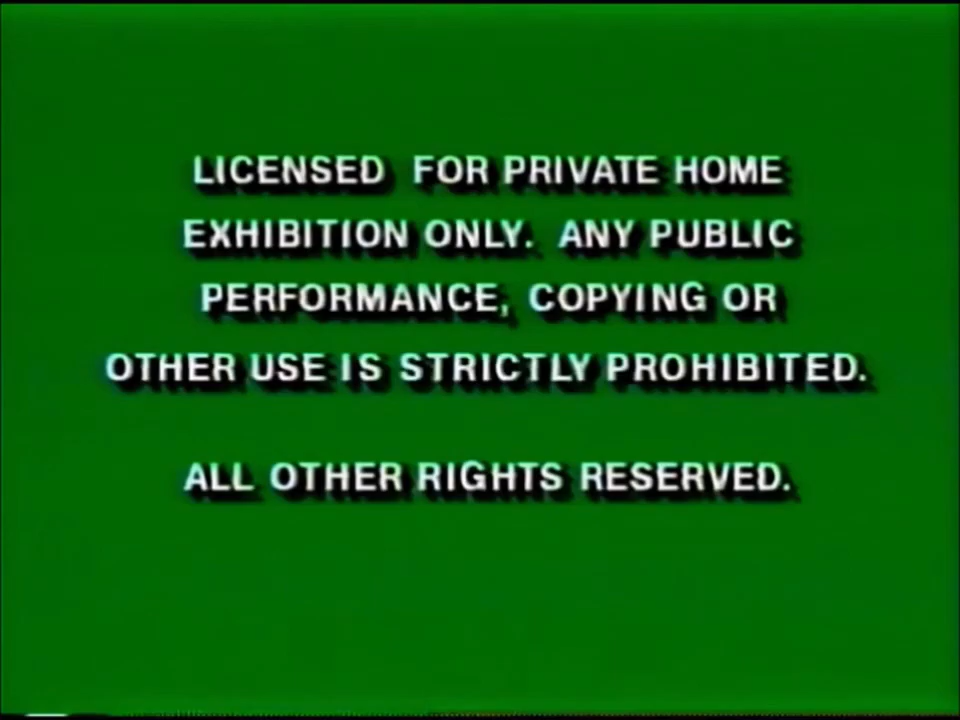 LICENSED FOR PRIVATE HOME
EXHIBITION ONLY. ANY PUBLIC
PERFORMANCE, COPYING OR
OTHER USE IS STRICTLY PROHIBITED.
ALL OTHER RIGHTS RESERVED.